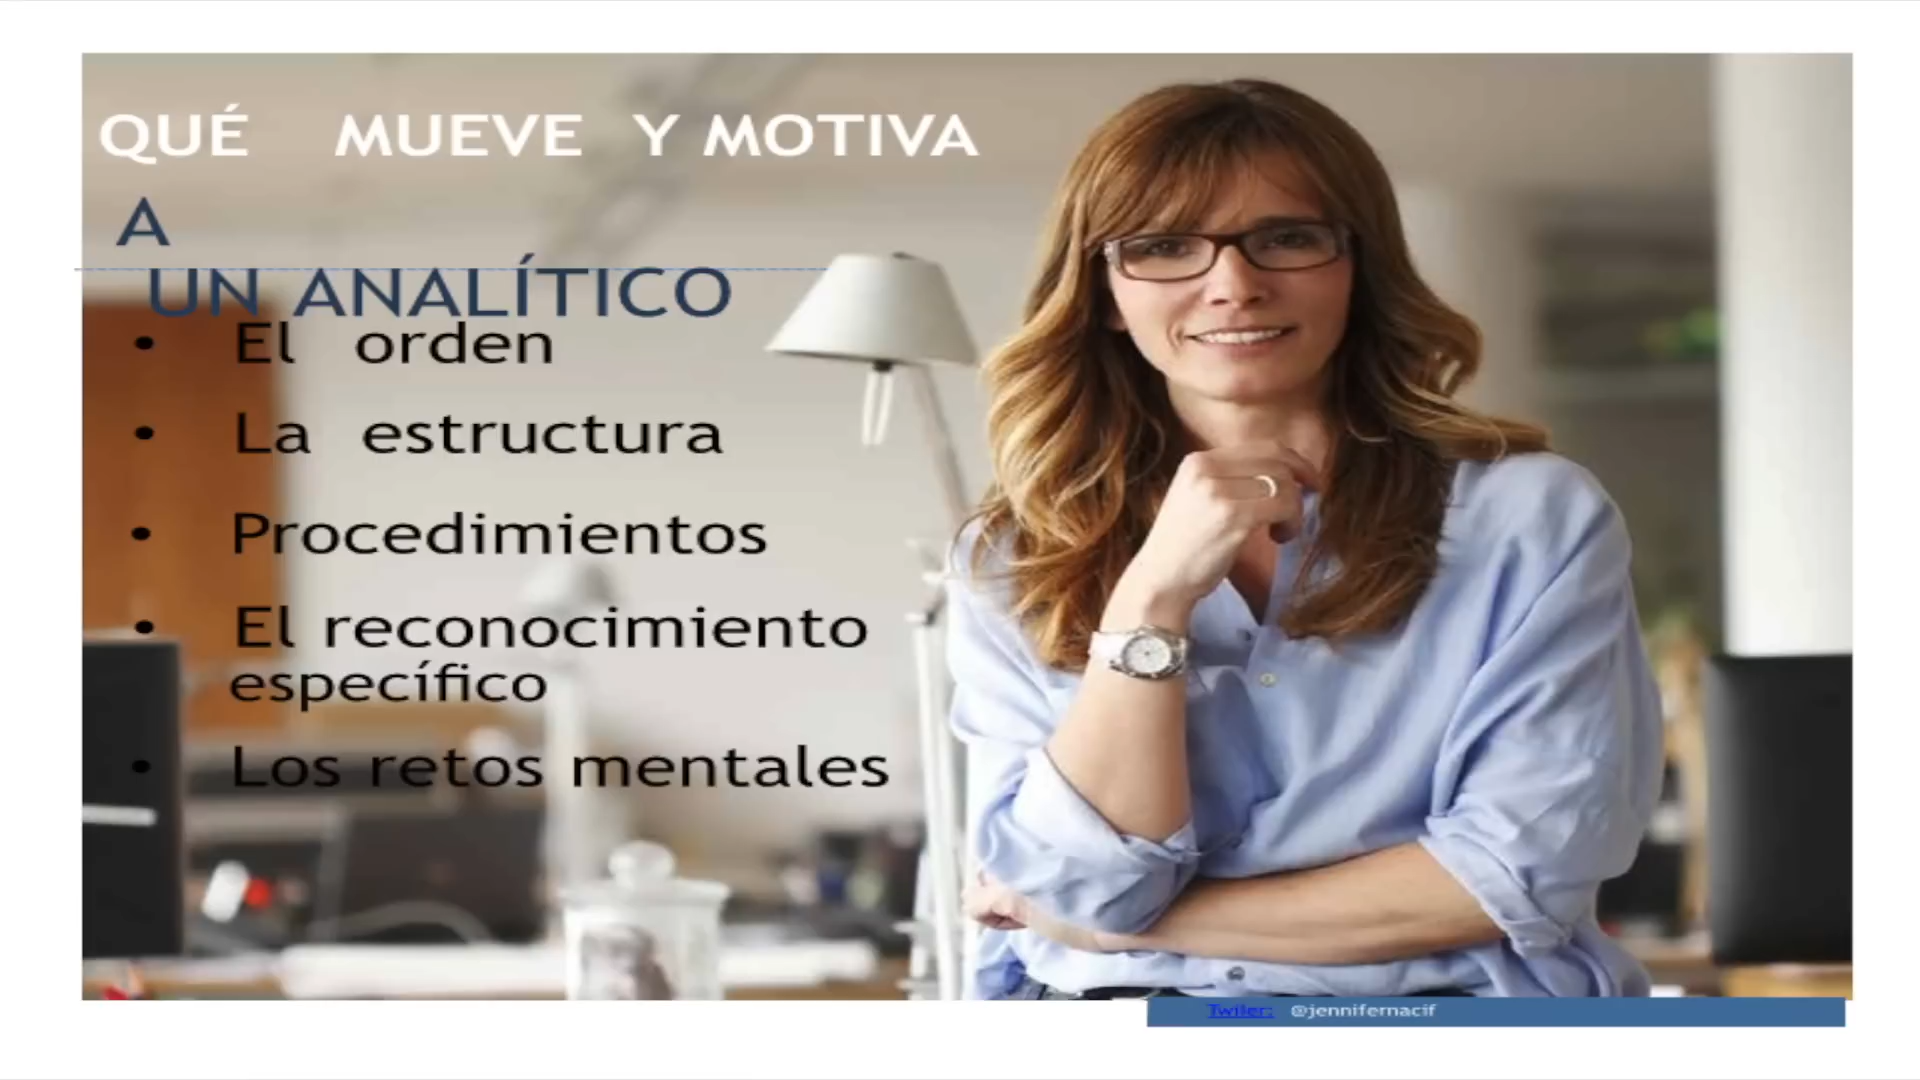 QUÉ MUEVE Y MOTIVA
A
UN ANALÍTICO
• El orden
• La estructura
• Procedimientos
• El reconocimiento
específico
• Los retos mentales
Twiter: @jennifernacif